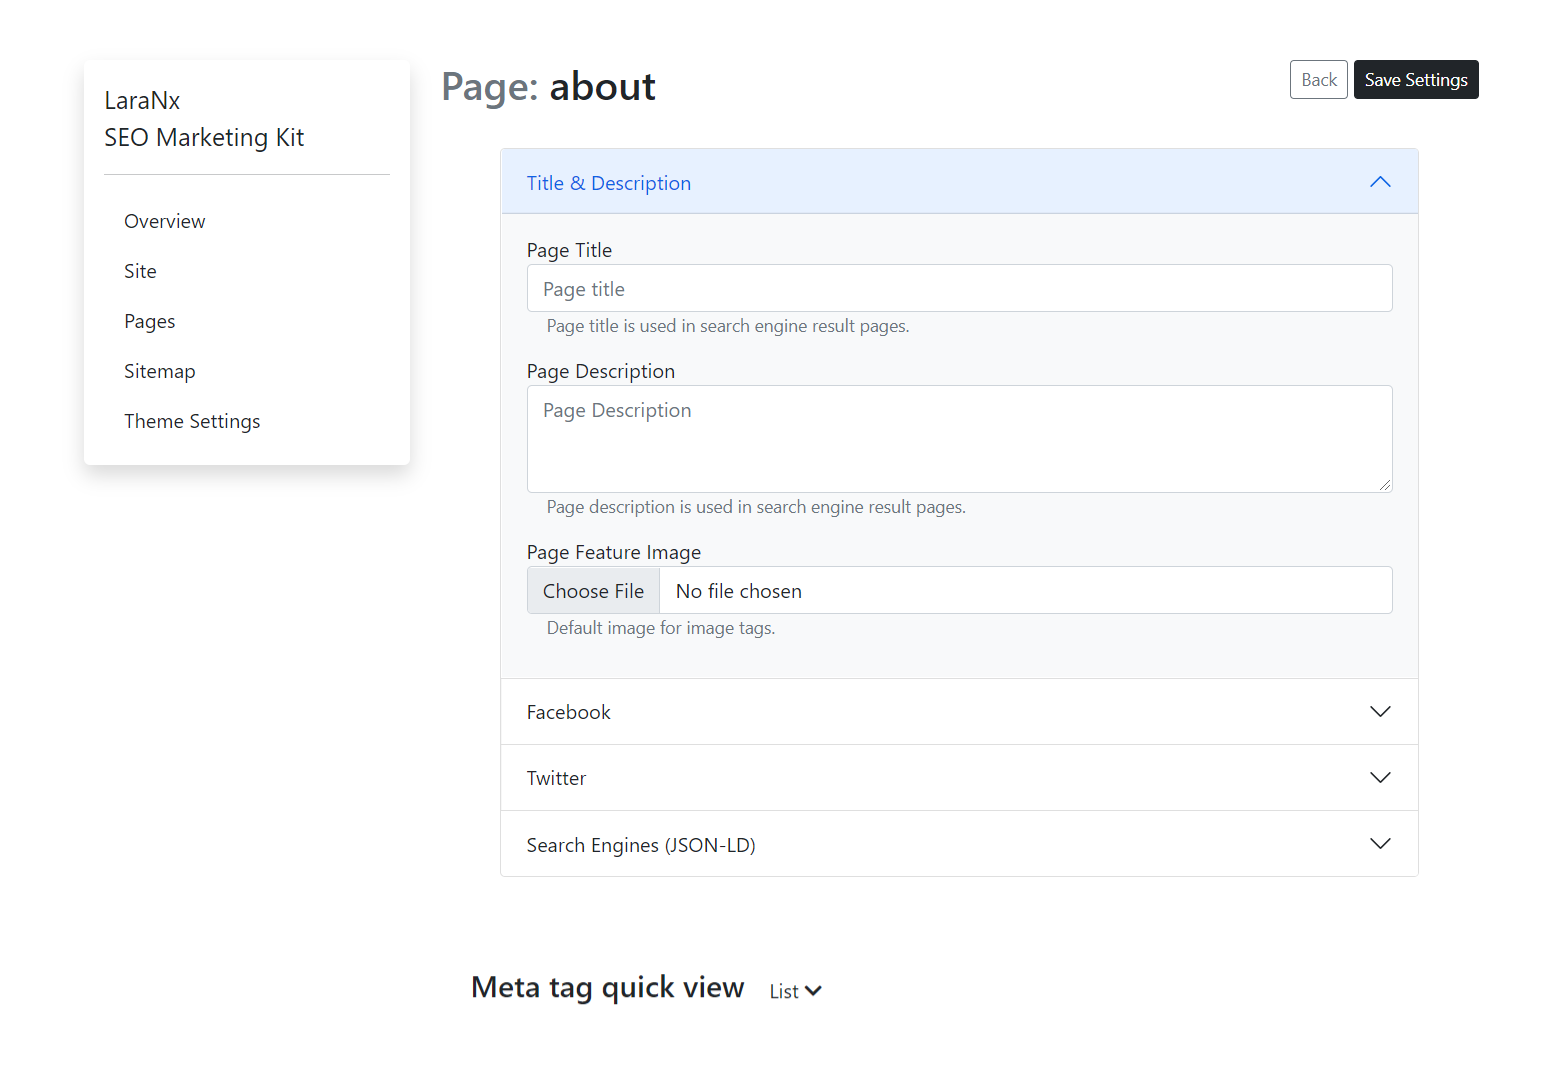 LaraNx
SEO Marketing Kit
Overview
Site
Pages
Sitemap
Theme Settings
Page: about
Back
Save Settings
Title & Description
Page Title
Page title
Page title is used in search engine result pages.
Page Description
Page Description
Page description is used in search engine result pages.
Page Feature Image
Choose File No file chosen
Default image for image tags.
Facebook
Twitter
Search Engines (JSON-LD)
Meta tag quick view List